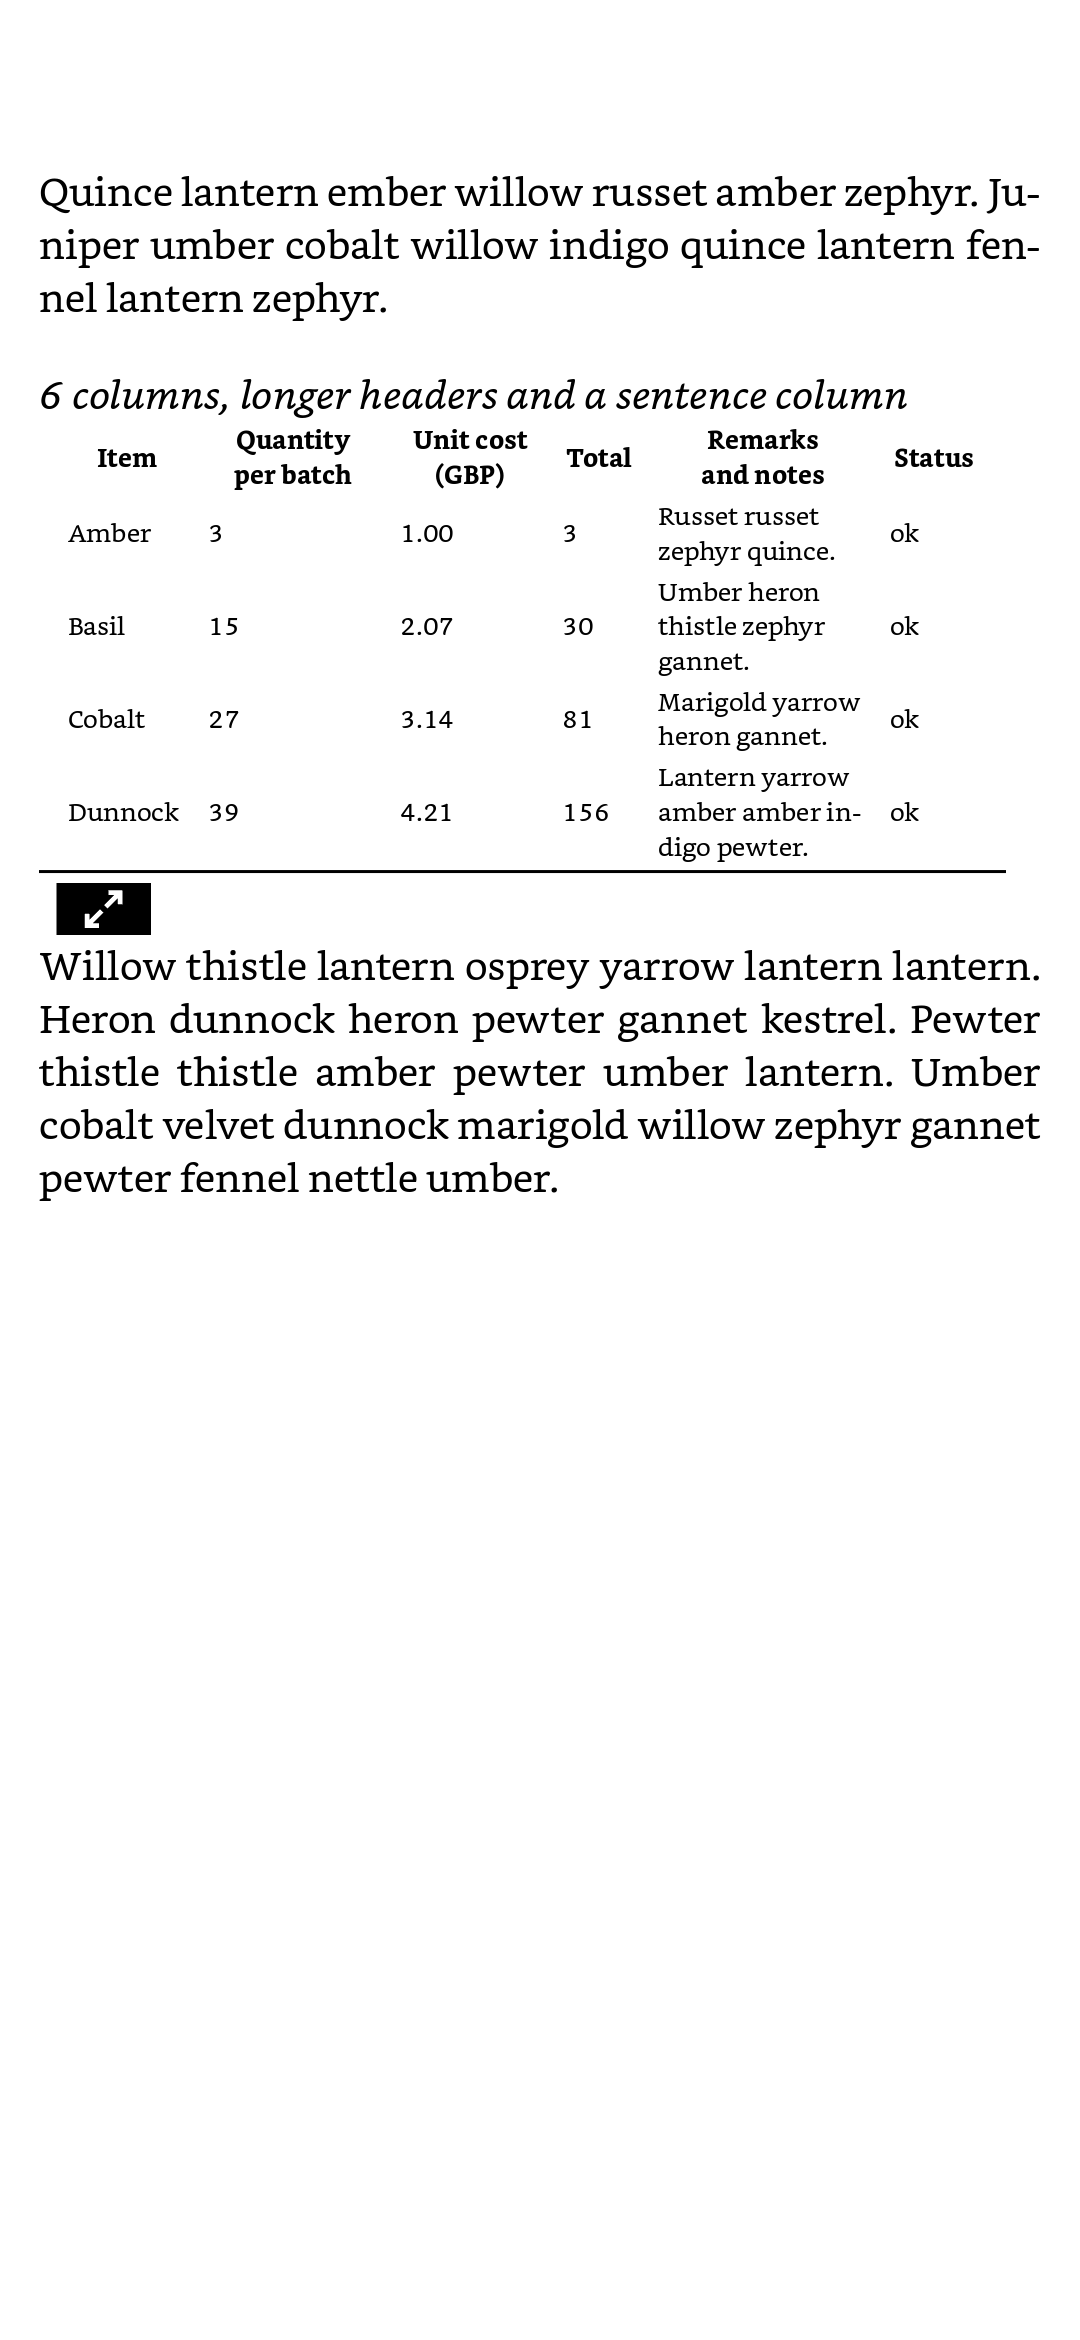 Quince lantern ember willow russet amber zephyr. Ju-
niper umber cobalt willow indigo quince lantern fen-
nel lantern zephyr.
6 columns, longer headers and a sentence column
Item Quantity per batch Unit cost (GBP) Total Remarks and notes Status
Amber 3 1.00 3 Russet russet zephyr quince. ok
Basil 15 2.07 30 Umber heron thistle zephyr gannet. ok
Cobalt 27 3.14 81 Marigold yarrow heron gannet. ok
Dunnock 39 4.21 156 Lantern yarrow amber amber in-
digo pewter. ok
Willow thistle lantern osprey yarrow lantern lantern.
Heron dunnock heron pewter gannet kestrel. Pewter
thistle thistle amber pewter umber lantern. Umber
cobalt velvet dunnock marigold willow zephyr gannet
pewter fennel nettle umber.